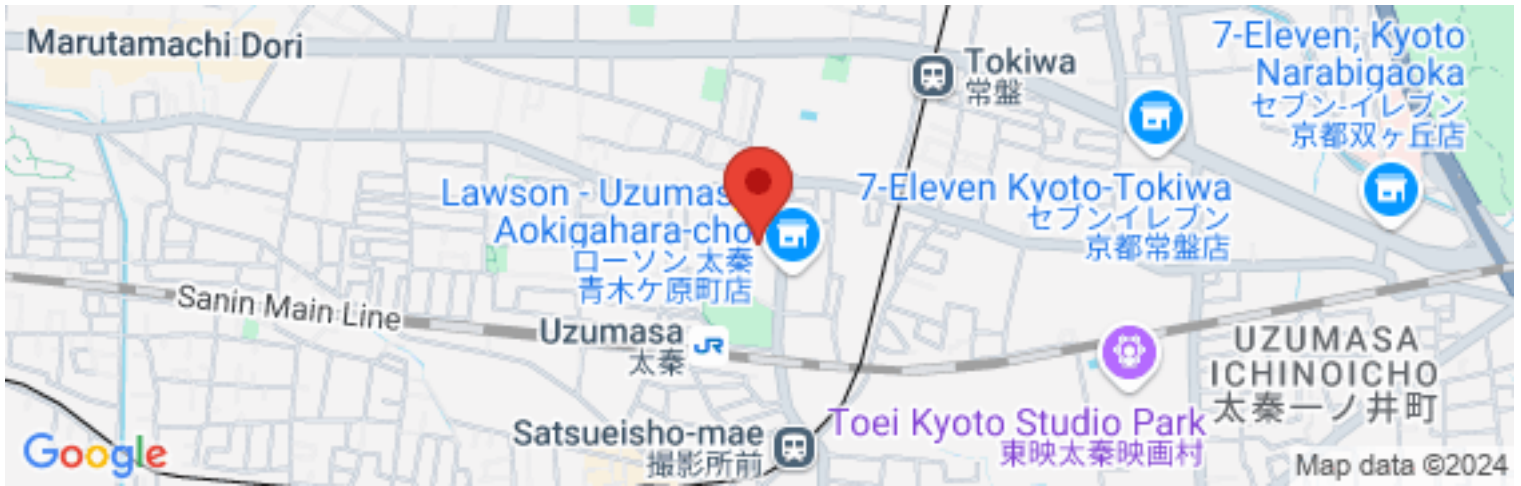 Marutamachi Dori
Tokiwa
常盤
7-Eleven; Kyoto
Narabigaoka
セブン-イレブン
京都双ヶ丘店
Lawson - Uzumas
Aokigahara-cho
ローソン 太秦
青木ケ原町店
7-Eleven Kyoto-Tokiwa
セブンイレブン
京都常盤店
Sanin Main Line
Uzumasa
太秦
JR
UZUMASA
ICHINOICHO
太秦一ノ井町
Satsueisho-mae
撮影所前
Toei Kyoto Studio Park
東映太秦映画村
Google
Map data ©2024